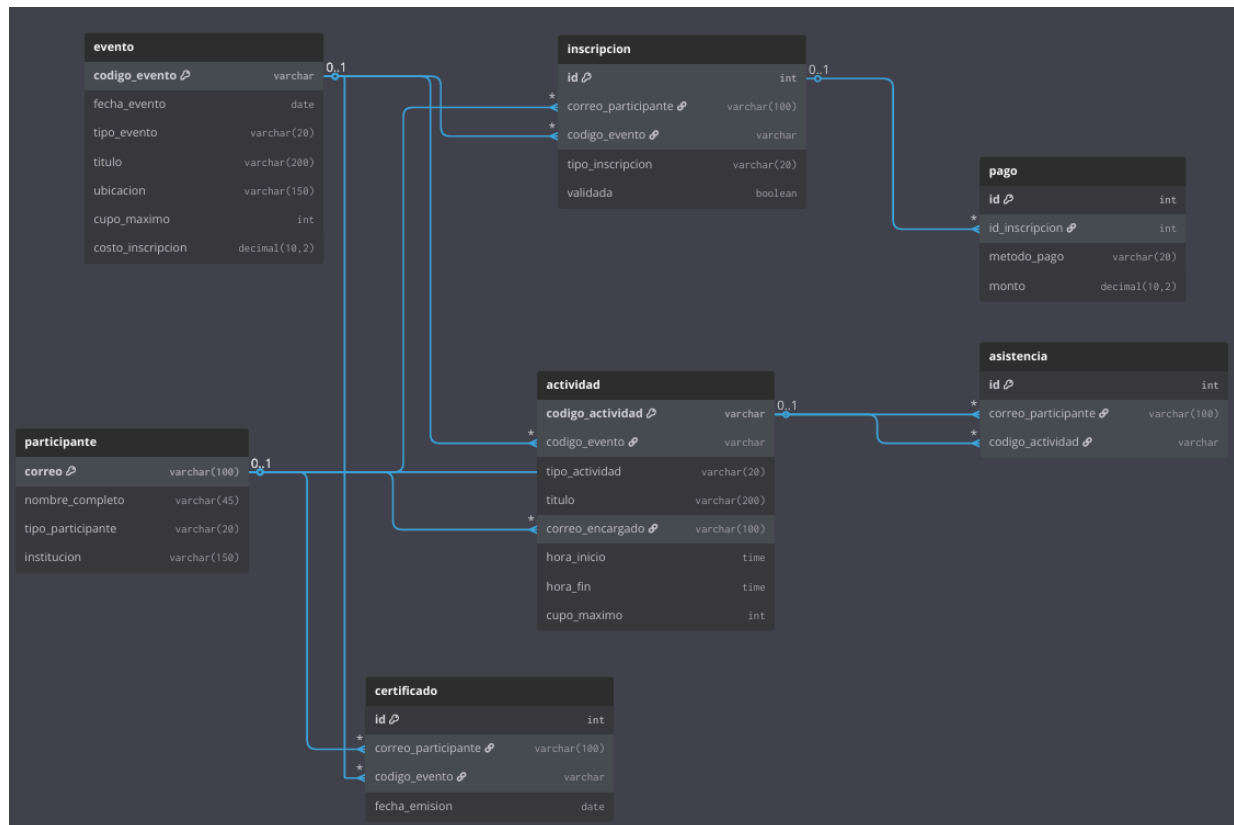 evento
codigo_evento varchar
fecha_evento date
tipo_evento varchar(20)
titulo varchar(200)
ubicacion varchar(150)
cupo_maximo int
costo_inscripcion decimal(10,2)
0..1
inscripcion
id int
* correo_participante varchar(100)
* codigo_evento varchar
tipo_inscripcion varchar(20)
validada boolean
0..1
pago
id int
* id_inscripcion int
metodo_pago varchar(20)
monto decimal(10,2)
actividad
codigo_actividad varchar
* codigo_evento varchar
tipo_actividad varchar(20)
titulo varchar(200)
* correo_encargado varchar(100)
hora_inicio time
hora_fin time
cupo_maximo int
0..1
asistencia
id int
* correo_participante varchar(100)
* codigo_actividad varchar
participante
correo varchar(100)
nombre_completo varchar(45)
tipo_participante varchar(20)
institucion varchar(150)
0..1
certificado
id int
* correo_participante varchar(100)
* codigo_evento varchar
fecha_emision date